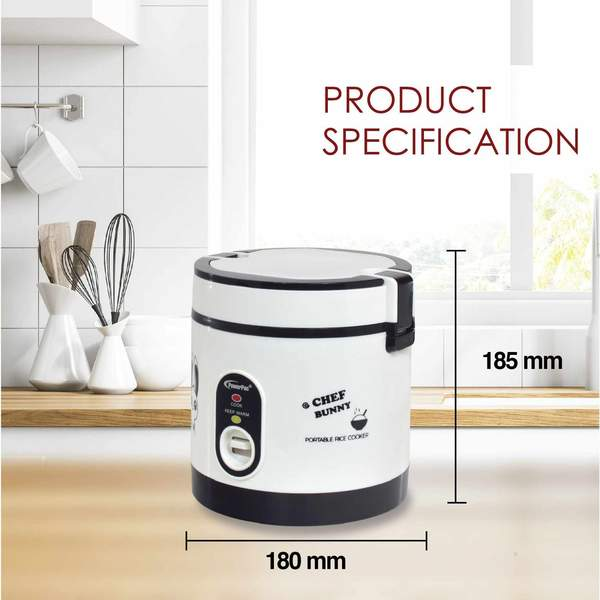 PRODUCT
SPECIFICATION
185 mm
PowerPac
COOK
KEEP WARM
CHEF
BUNNY
PORTABLE RICE COOKER
180 mm